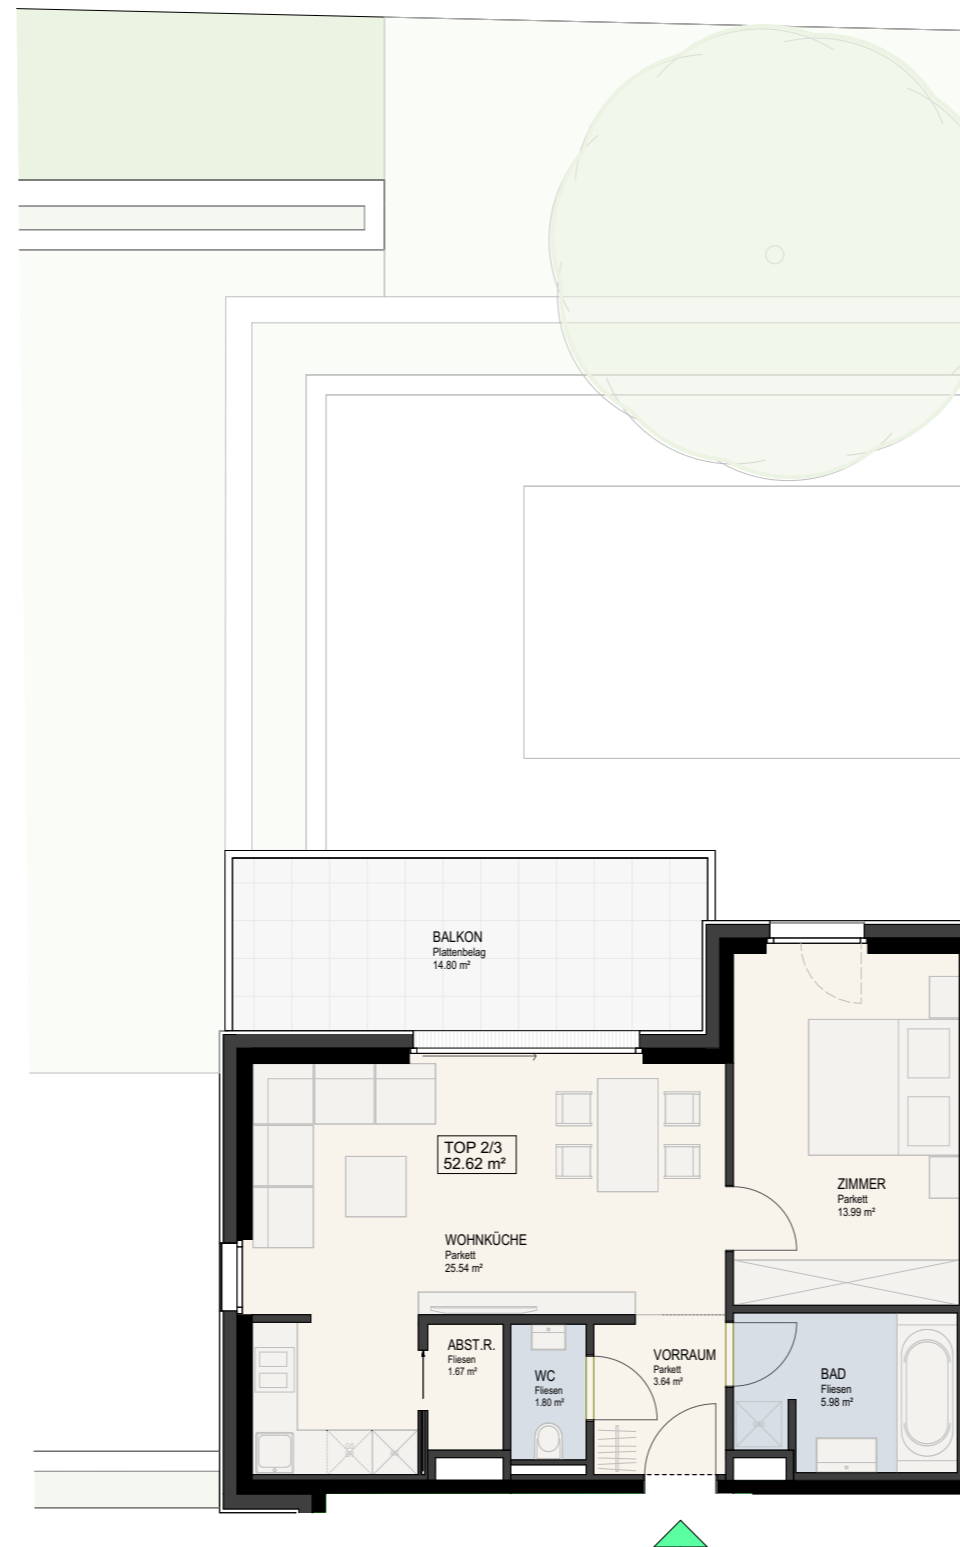 BALKON
Plattenbelag
14.80 m²
TOP 2/3
52.62 m²
ZIMMER
Parkett
13.99 m²
WOHNKÜCHE
Parkett
25.54 m²
ABST.R.
Fliesen
1.67 m²
WC
Fliesen
1.80 m²
VORRAUM
Parkett
3.64 m²
BAD
Fliesen
5.98 m²